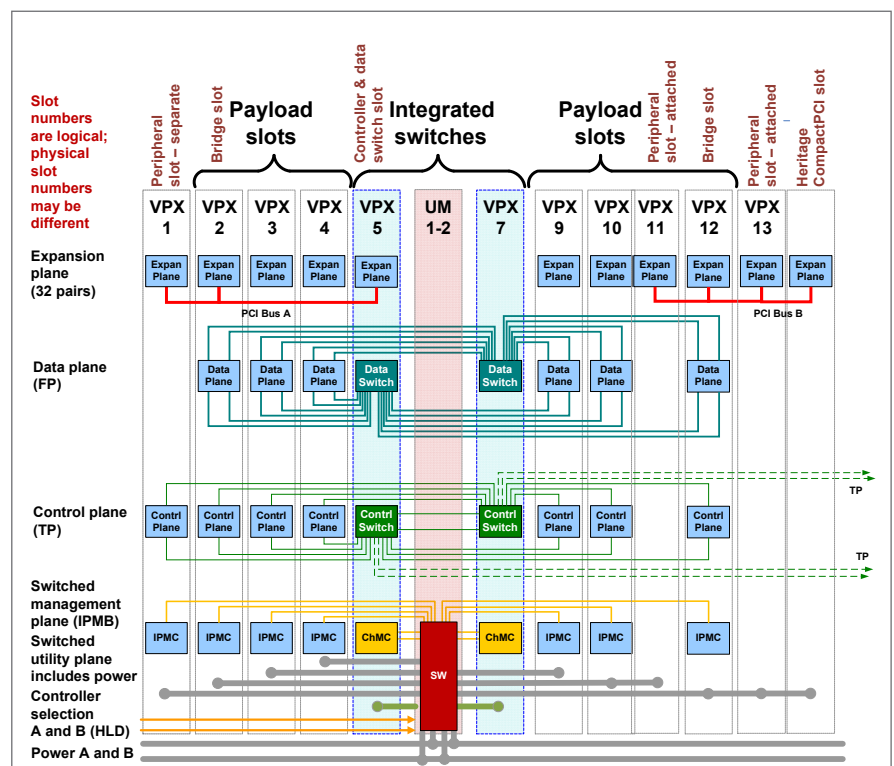 Slot
numbers
are logical;
physical
slot
numbers
may be
different
Peripheral
slot – separate
Bridge slot
Payload
slots
Controller & data
switch slot
Integrated
switches
Payload
slots
Peripheral
slot – attached
Bridge slot
Peripheral
slot – attached
Heritage
CompactPCI slot
VPX
1
VPX
2
VPX
3
VPX
4
VPX
5
UM
1-2
VPX
7
VPX
9
VPX
10
VPX
11
VPX
12
VPX
13
Expansion
plane
(32 pairs)
Expan
Plane
Expan
Plane
Expan
Plane
Expan
Plane
Expan
Plane
Expan
Plane
Expan
Plane
Expan
Plane
Expan
Plane
Expan
Plane
Expan
Plane
PCI Bus A
PCI Bus B
Data plane
(FP)
Data
Plane
Data
Plane
Data
Plane
Data
Switch
Data
Switch
Data
Plane
Data
Plane
Data
Plane
TP
Control plane
(TP)
Contrl
Plane
Contrl
Plane
Contrl
Plane
Contrl
Plane
Contrl
Switch
Contrl
Switch
Contrl
Plane
Contrl
Plane
Contrl
Plane
TP
Switched
management
plane (IPMB)
IPMC
IPMC
IPMC
IPMC
ChMC
ChMC
IPMC
IPMC
IPMC
Switched
utility plane
includes power
SW
Controller
selection
A and B (HLD)
Power A and B